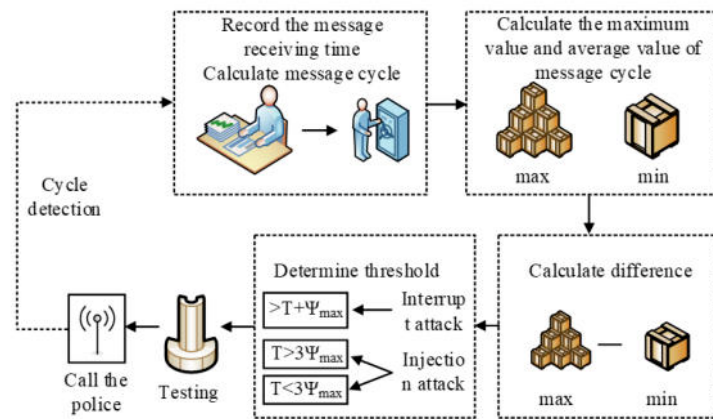 Record the message
receiving time
Calculate message cycle
Calculate the maximum
value and average value of
message cycle
max
min
Cycle
detection
Determine threshold
>T+Ψmax
Interrup
t attack
T>3Ψmax
T<3Ψmax
Injectio
n attack
Calculate difference
max
min
Call the
police
Testing